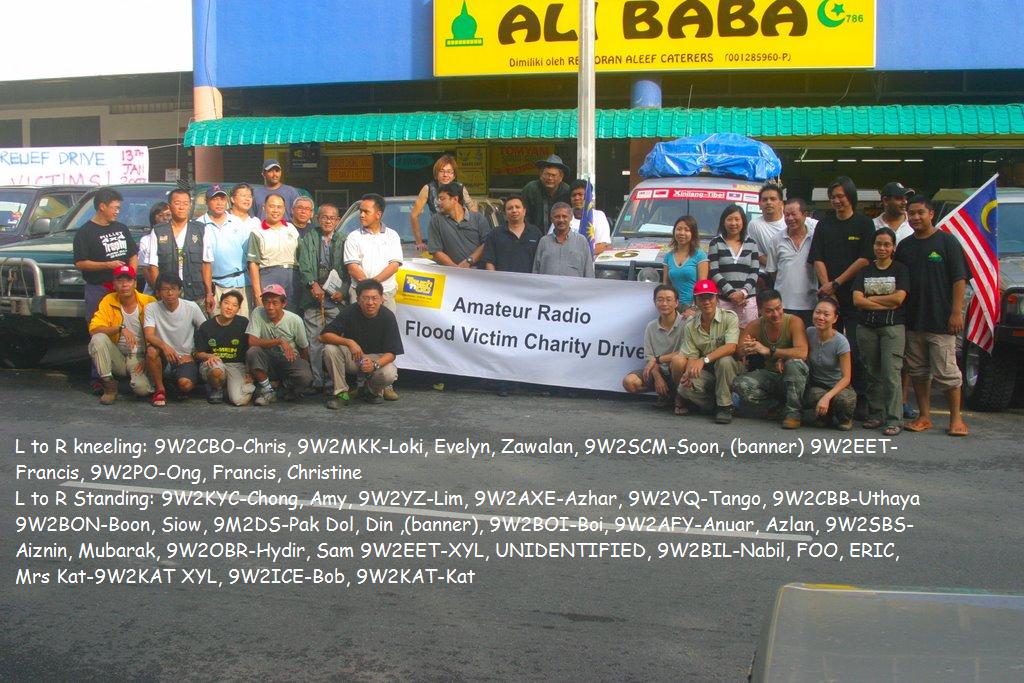 ALI BABA
786
Dimiliki oleh RESTORAN ALEEF CATERERS (001285960-P)
RELIEF DRIVE 13TH
VICTIMS! JAN
TOMYAM
Xinjiang-Tibet
Amateur Radio
Flood Victim Charity Drive
L to R kneeling: 9W2CBO-Chris, 9W2MKK-Loki, Evelyn, Zawalan, 9W2SCM-Soon, (banner) 9W2EET-
Francis, 9W2PO-Ong, Francis, Christine
L to R Standing: 9W2KYC-Chong, Amy, 9W2YZ-Lim, 9W2AXE-Azhar, 9W2VQ-Tango, 9W2CBB-Uthaya
9W2BON-Boon, Siow, 9M2DS-Pak Dol, Din ,(banner), 9W2BOI-Boi, 9W2AFY-Anuar, Azlan, 9W2SBS-
Aiznin, Mubarak, 9W2OBR-Hydir, Sam 9W2EET-XYL, UNIDENTIFIED, 9W2BIL-Nabil, FOO, ERIC,
Mrs Kat-9W2KAT XYL, 9W2ICE-Bob, 9W2KAT-Kat